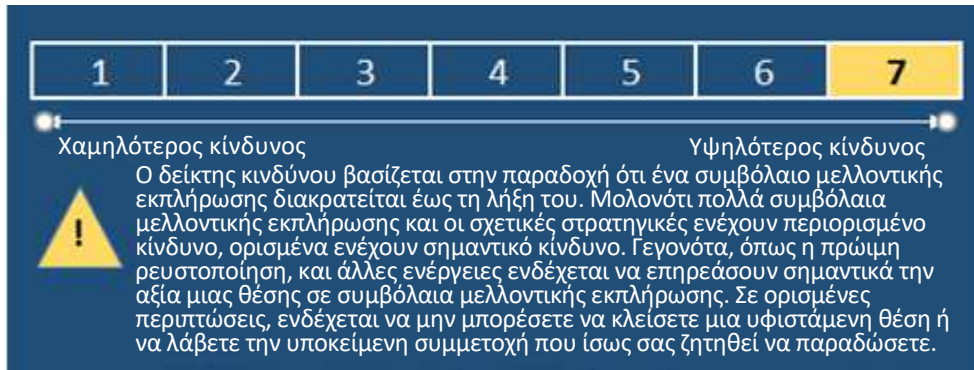 1 2 3 4 5 6 7
Χαμηλότερος κίνδυνος Υψηλότερος κίνδυνος
Ο δείκτης κινδύνου βασίζεται στην παραδοχή ότι ένα συμβόλαιο μελλοντικής
εκπλήρωσης διακρατείται έως τη λήξη του. Μολονότι πολλά συμβόλαια
μελλοντικής εκπλήρωσης και οι σχετικές στρατηγικές ενέχουν περιορισμένο
! κίνδυνο, ορισμένα ενέχουν σημαντικό κίνδυνο. Γεγονότα, όπως η πρώιμη
ρευστοποίηση, και άλλες ενέργειες ενδέχεται να επηρεάσουν σημαντικά την
αξία μιας θέσης σε συμβόλαια μελλοντικής εκπλήρωσης. Σε ορισμένες
περιπτώσεις, ενδέχεται να μην μπορέσετε να κλείσετε μια υφιστάμενη θέση ή
να λάβετε την υποκείμενη συμμετοχή που ίσως σας ζητηθεί να παραδώσετε.